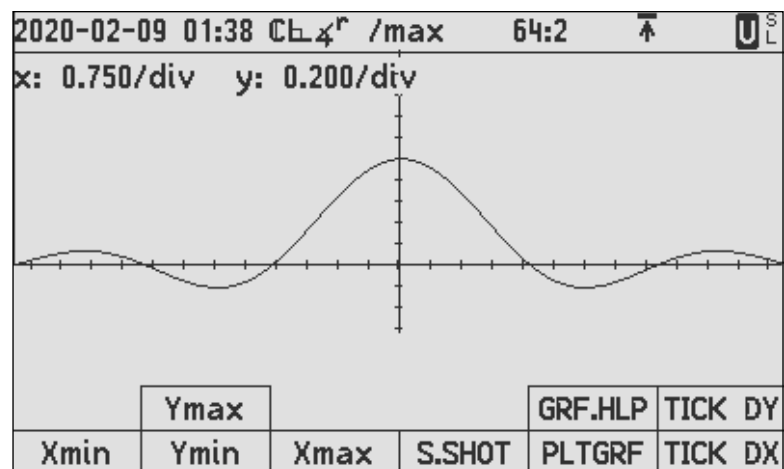 2020-02-09 01:38 ℂ∟∡ʳ /max 64:2 U S L
x: 0.750/div y: 0.200/div
Ymax GRF.HLP TICK DY
Xmin Ymin Xmax S.SHOT PLTGRF TICK DX